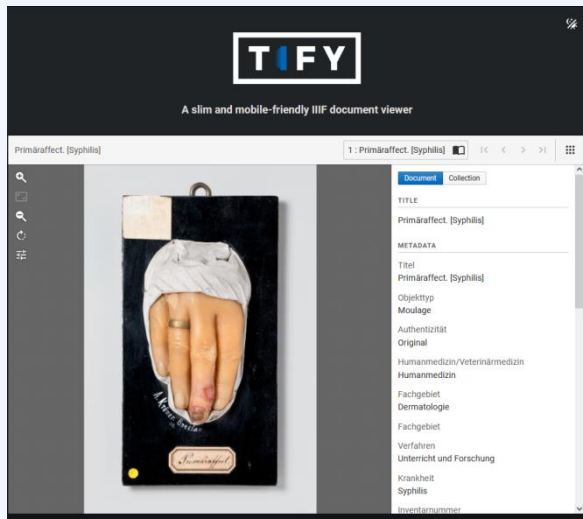 TIFY
A slim and mobile-friendly IIIF document viewer
Primäraffect. [Syphilis]
1 : Primäraffect. [Syphilis]
Document Collection
TITLE
Primäraffect. [Syphilis]
METADATA
Titel
Primäraffect. [Syphilis]
Objekttyp
Moulage
Authentizität
Original
Humanmedizin/Veterinärmedizin
Humanmedizin
Fachgebiet
Dermatologie
Fachgebiet
Verfahren
Unterricht und Forschung
Krankheit
Syphilis
Inventarnummer
A. Kröner
Primäraffect.